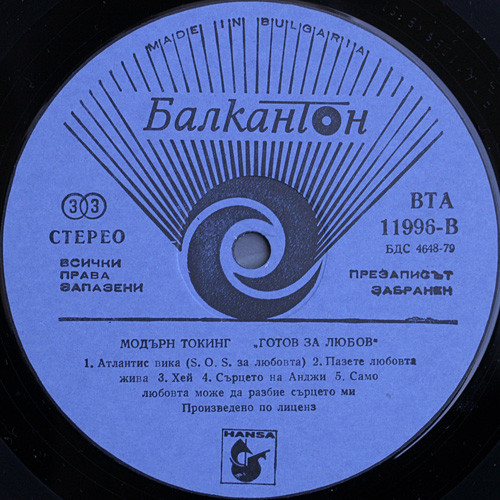 MADE IN BULGARIA
Балкантон
33
СТЕРЕО
ВСИЧКИ
ПРАВА
ЗАПАЗЕНИ
ВТА
11996-В
БДС 4648-79
ПРЕЗАПИСЪТ
ЗАБРАНЕН
МОДЪРН ТОКИНГ „ГОТОВ ЗА ЛЮБОВ"
1. Атлантис вика (S. O. S. за любовта) 2. Пазете любовта
жива 3. Хей 4. Сърцето на Анджи 5. Само
любовта може да разбие сърцето ми
Произведено по лиценз
HANSA